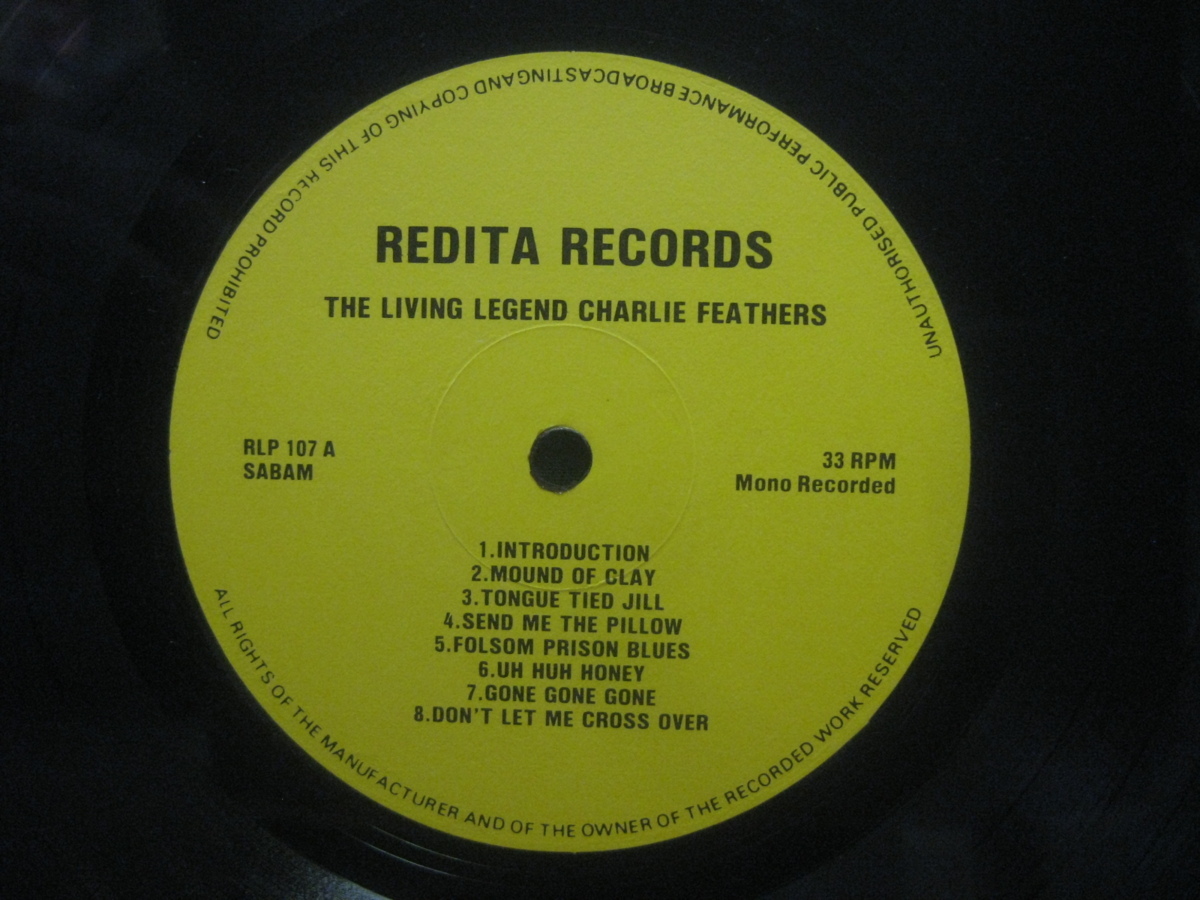 UNAUTHORISED PUBLIC PERFORMANCE BROADCASTING AND COPYING OF THIS RECORD PROHIBITED
REDITA RECORDS
THE LIVING LEGEND CHARLIE FEATHERS
RLP 107 A
SABAM
33 RPM
Mono Recorded
1.INTRODUCTION
2.MOUND OF CLAY
3.TONGUE TIED JILL
4.SEND ME THE PILLOW
5.FOLSOM PRISON BLUES
6.UH HUH HONEY
7.GONE GONE GONE
8.DON'T LET ME CROSS OVER
ALL RIGHTS OF THE MANUFACTURER AND OF THE OWNER OF THE RECORDED WORK RESERVED